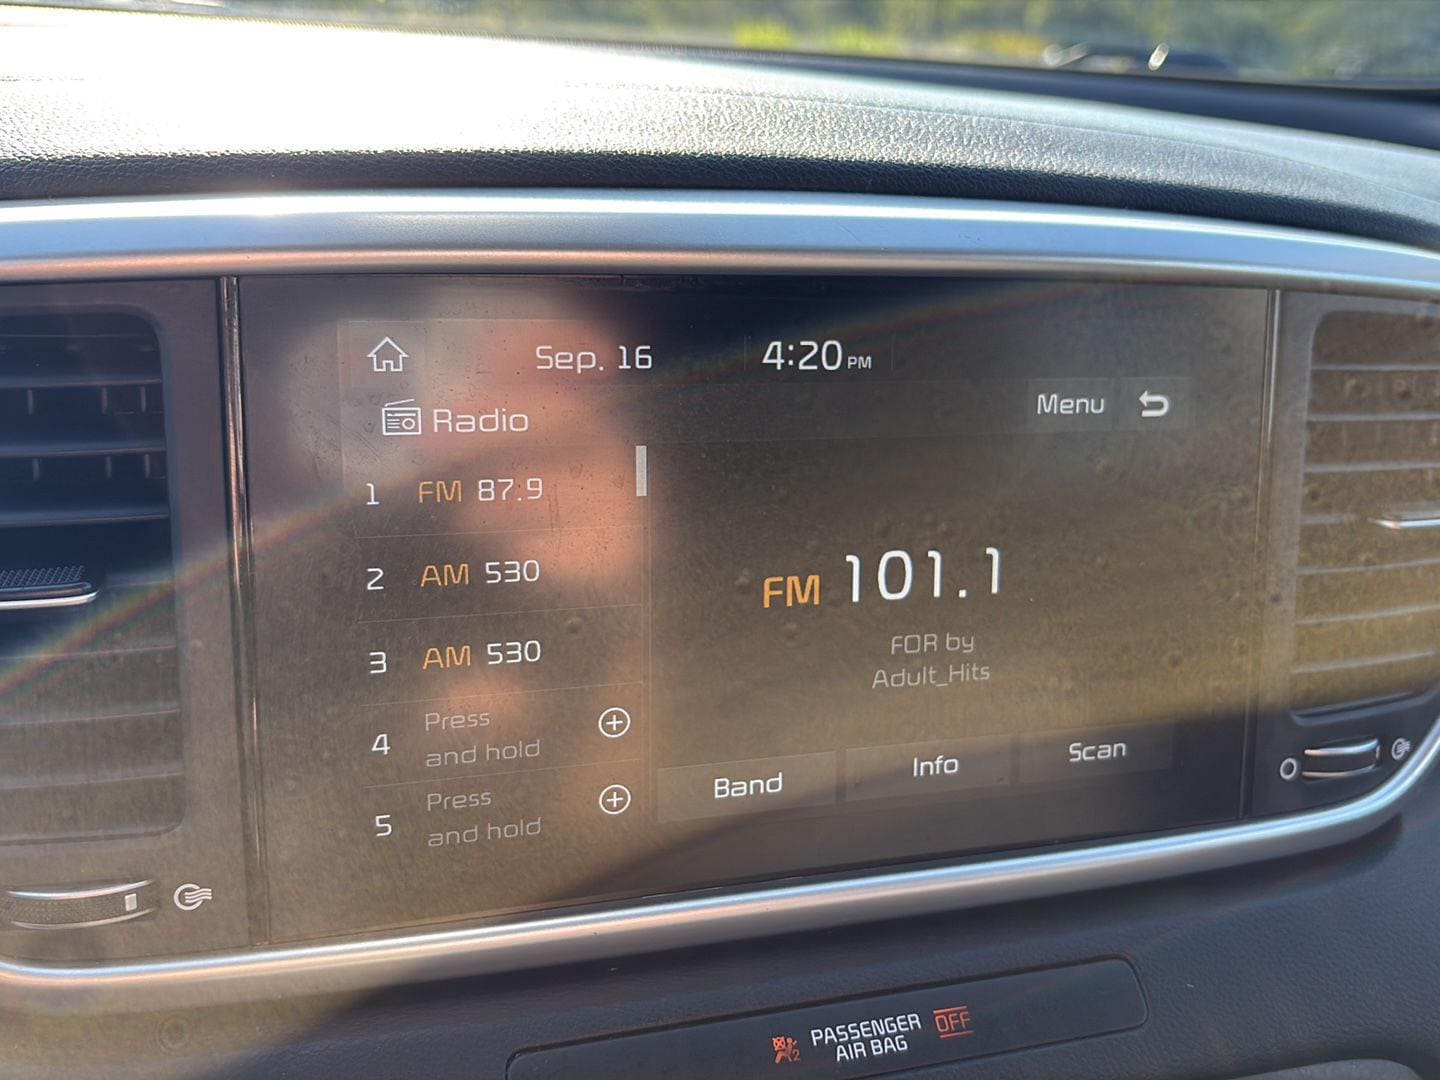 Sep. 16
4:20 PM
Radio
Menu
1 FM 87.9
2 AM 530
3 AM 530
4 Press
and hold
5 Press
and hold
FM 101.1
FOR by
Adult_Hits
Band
Info
Scan
2
PASSENGER
AIR BAG
OFF